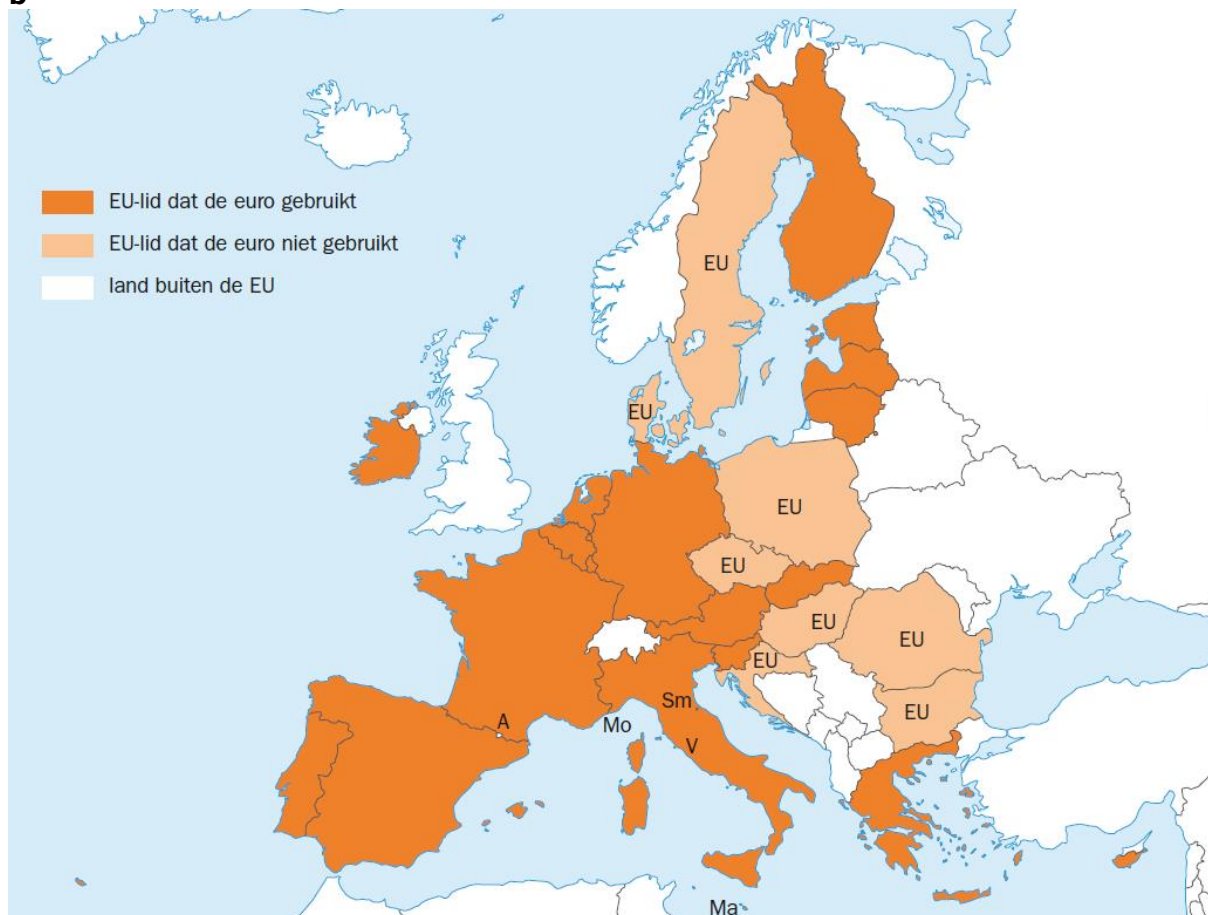 b
EU-lid dat de euro gebruikt
EU-lid dat de euro niet gebruikt
land buiten de EU
EU
EU
EU
EU
EU
EU
EU
EU
A
Mo
Sm
V
Ma